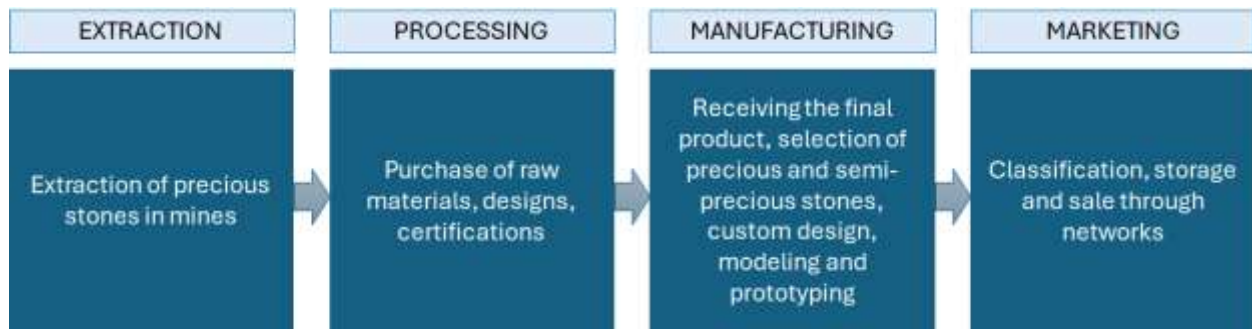 EXTRACTION
Extraction of precious
stones in mines
PROCESSING
Purchase of raw
materials, designs,
certifications
MANUFACTURING
Receiving the final
product, selection of
precious and semi-
precious stones,
custom design,
modeling and
prototyping
MARKETING
Classification, storage
and sale through
networks